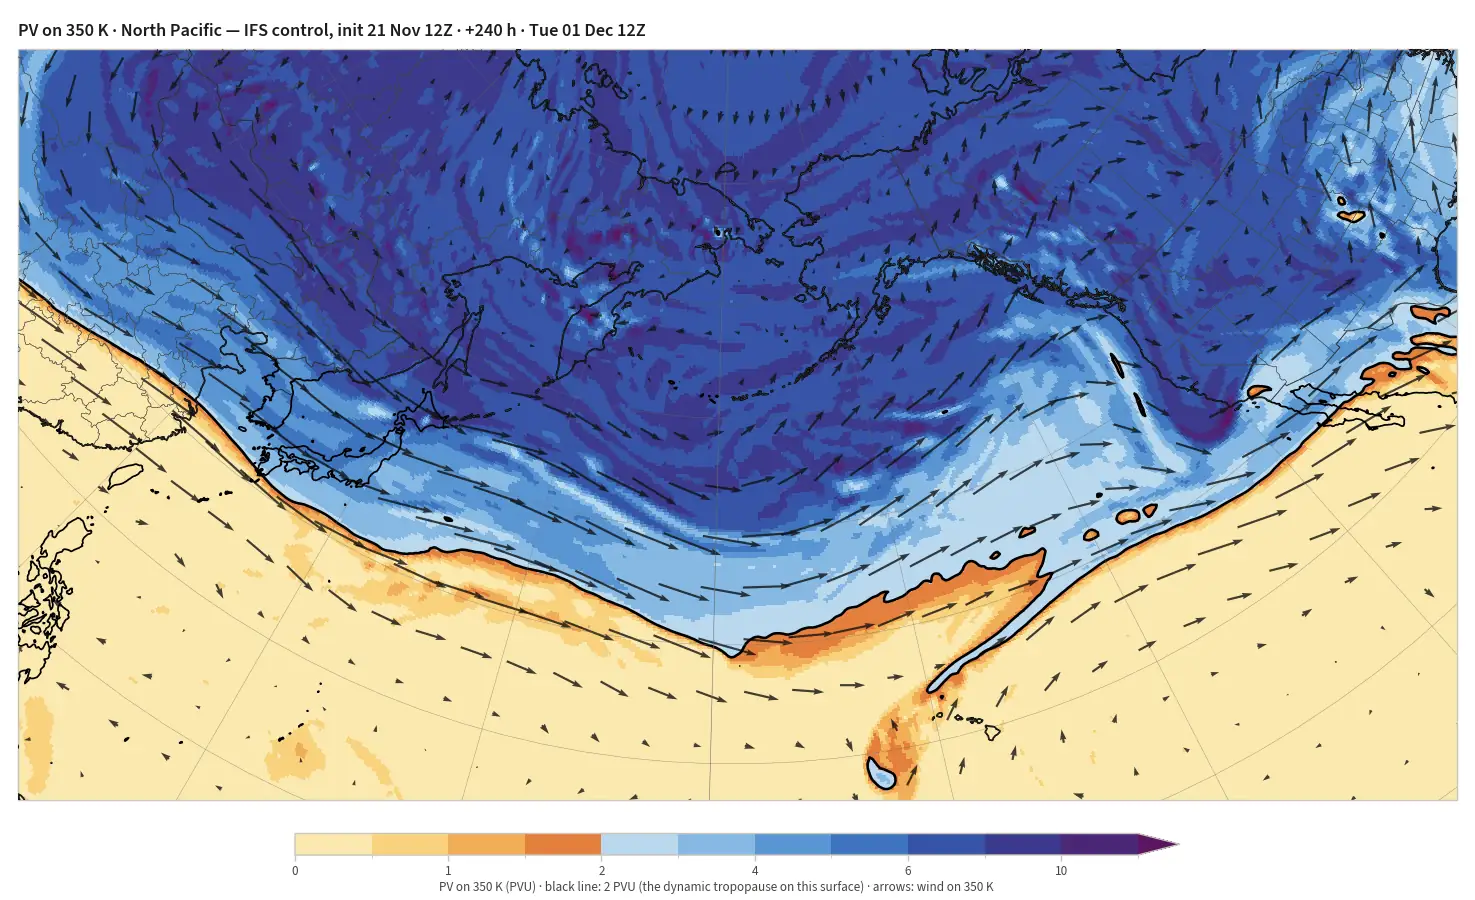 PV on 350 K · North Pacific — IFS control, init 21 Nov 12Z · +240 h · Tue 01 Dec 12Z
0 1 2 4 6 10
PV on 350 K (PVU) · black line: 2 PVU (the dynamic tropopause on this surface) · arrows: wind on 350 K